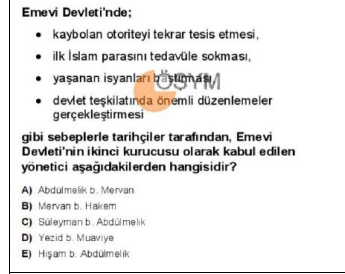 Emevi Devleti'nde;
• kaybolan otoriteyi tekrar tesis etmesi,
• ilk İslam parasını tedavüle sokması,
• yaşanan isyanları bastırması,
• devlet teşkilatında önemli düzenlemeler
gerçekleştirmesi
gibi sebeplerle tarihçiler tarafından, Emevi
Devleti'nin ikinci kurucusu olarak kabul edilen
yönetici aşağıdakilerden hangisidir?
A) Abdülmelik b. Mervan
B) Mervan b. Hakem
C) Süleyman b. Abdülmelik
D) Yezid b. Muaviye
E) Hişam b. Abdülmelik
ÖSYM